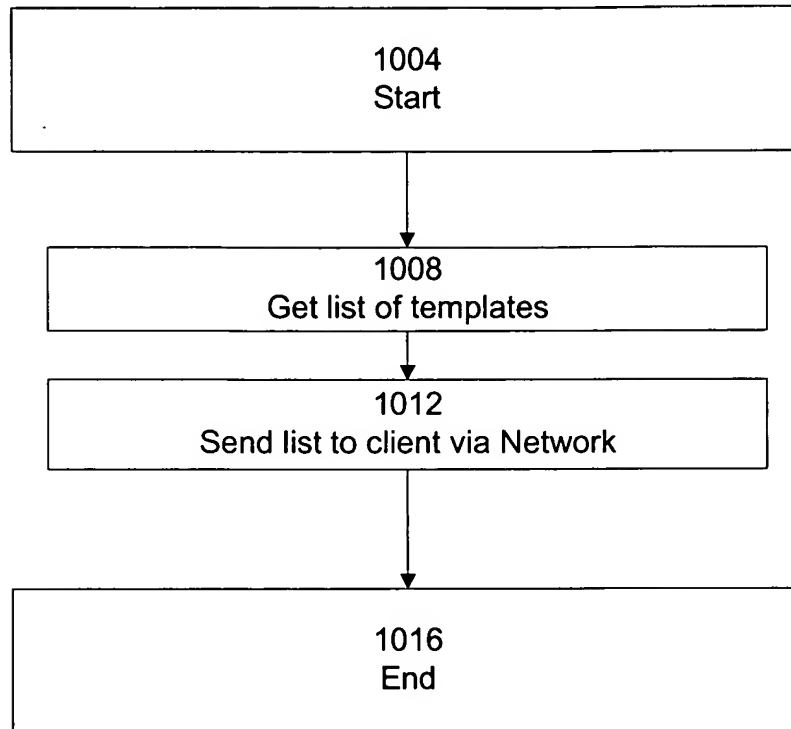 1004
Start
1008
Get list of templates
1012
Send list to client via Network
1016
End